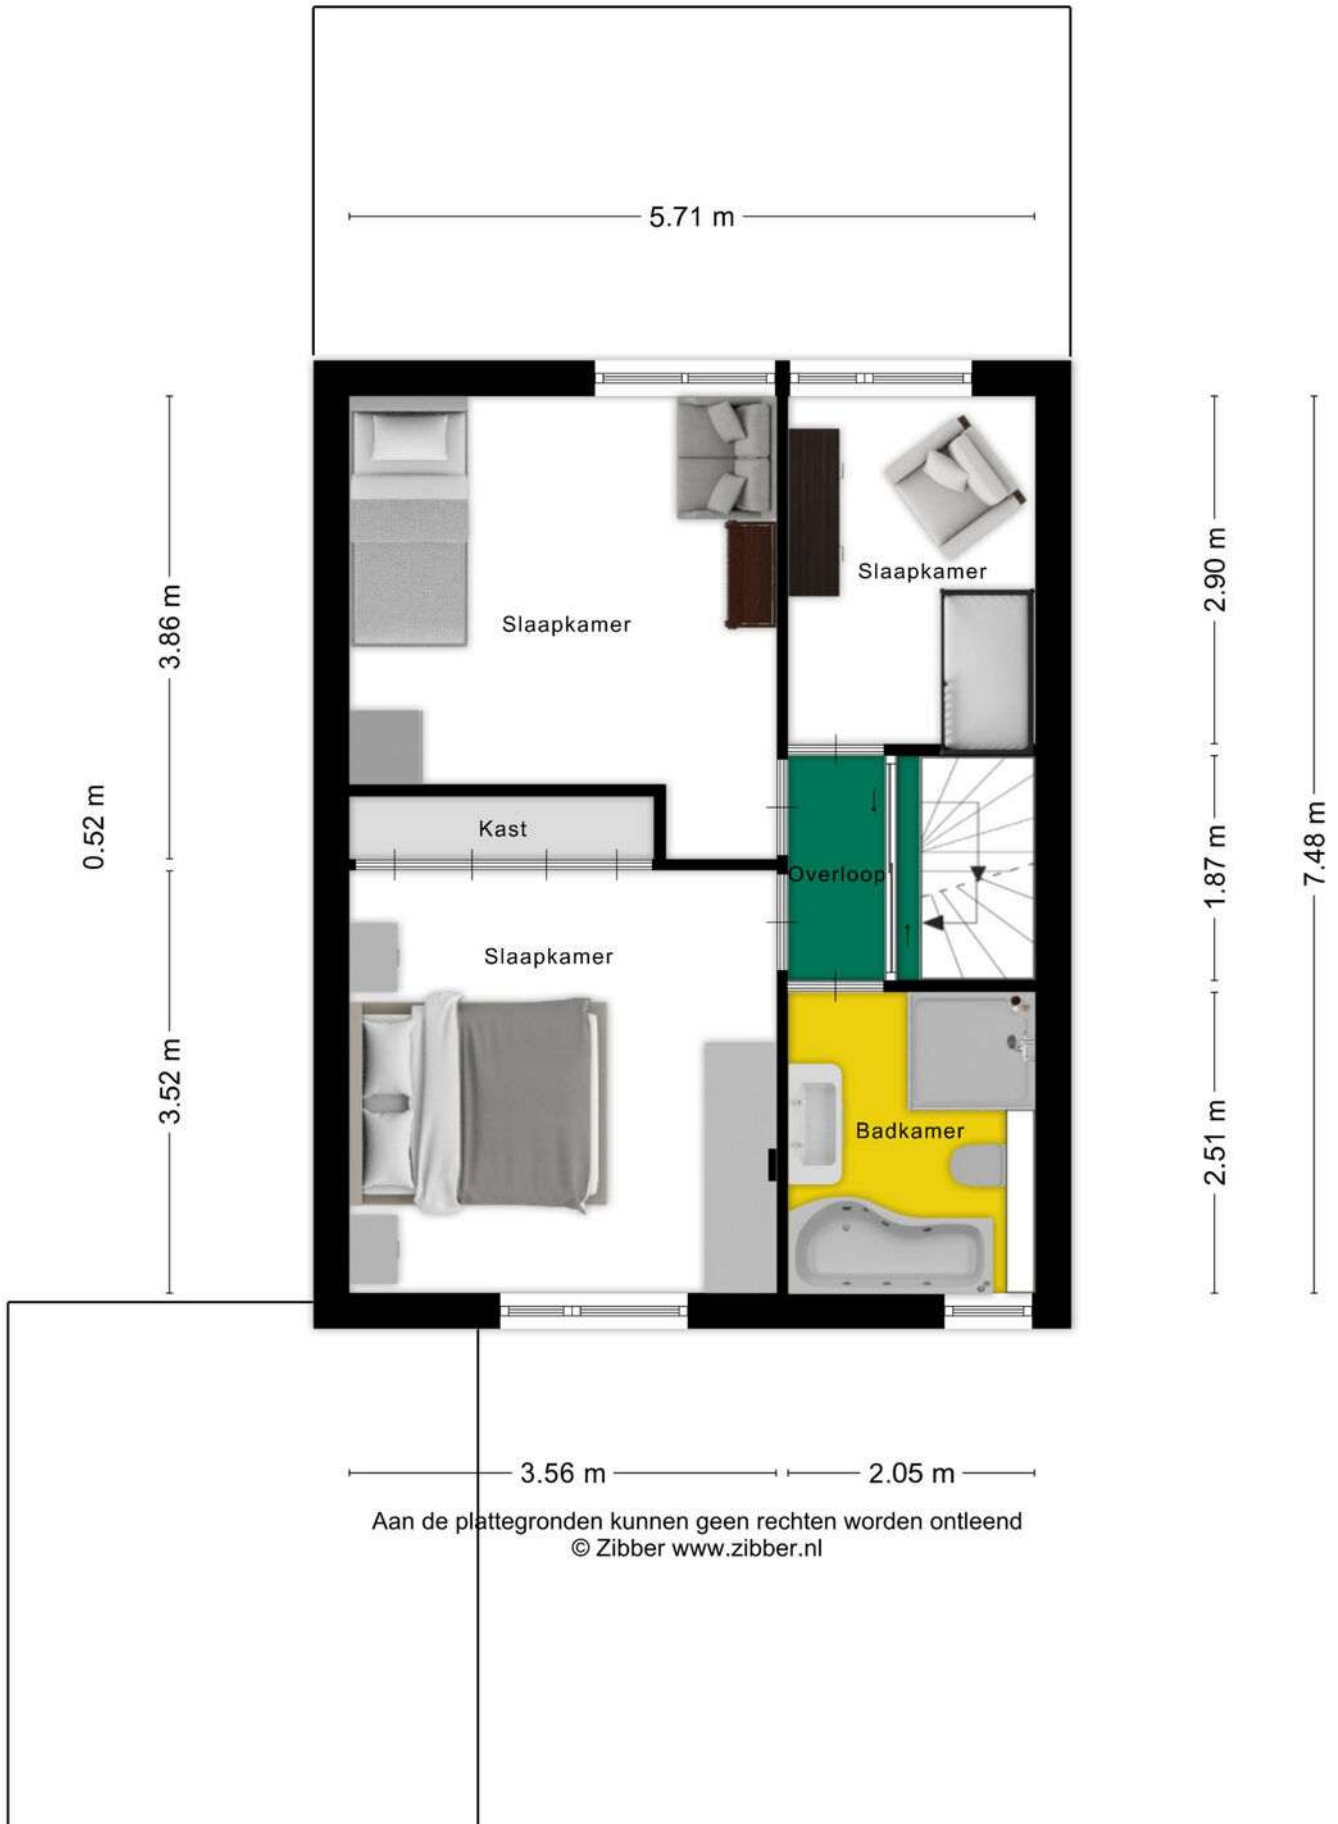 5.71 m
3.86 m
0.52 m
3.52 m
2.90 m
1.87 m
2.51 m
7.48 m
Slaapkamer
Slaapkamer
Kast
Overloop
Slaapkamer
Badkamer
3.56 m
2.05 m
Aan de plattegronden kunnen geen rechten worden ontleend
© Zibber www.zibber.nl